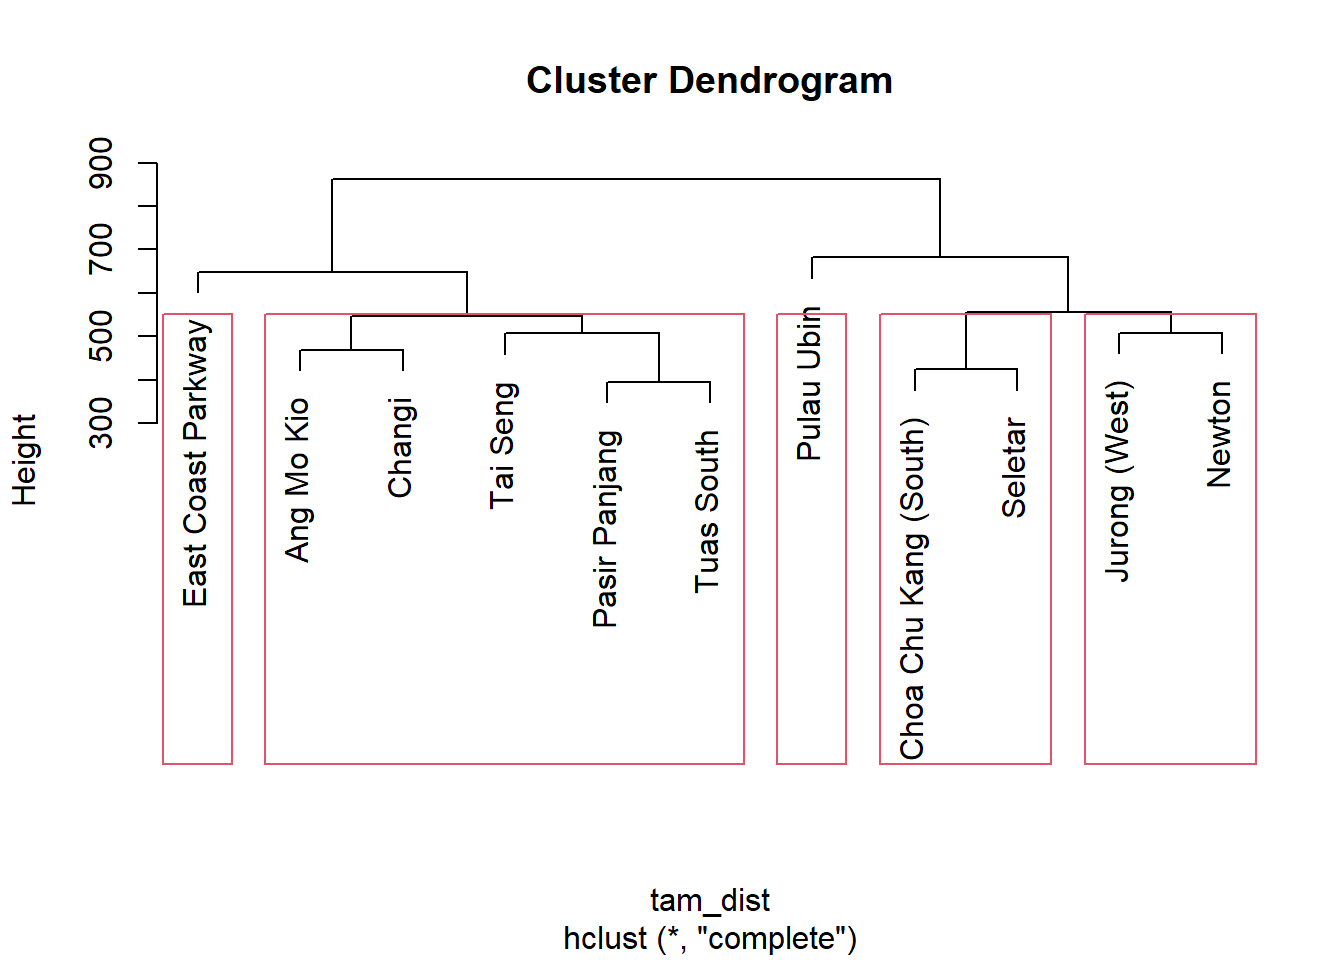 Cluster Dendrogram
Height
900
700
500
300
East Coast Parkway
Ang Mo Kio
Changi
Tai Seng
Pasir Panjang
Tuas South
Pulau Ubin
Choa Chu Kang (South)
Seletar
Jurong (West)
Newton
tam_dist
hclust (*, "complete")